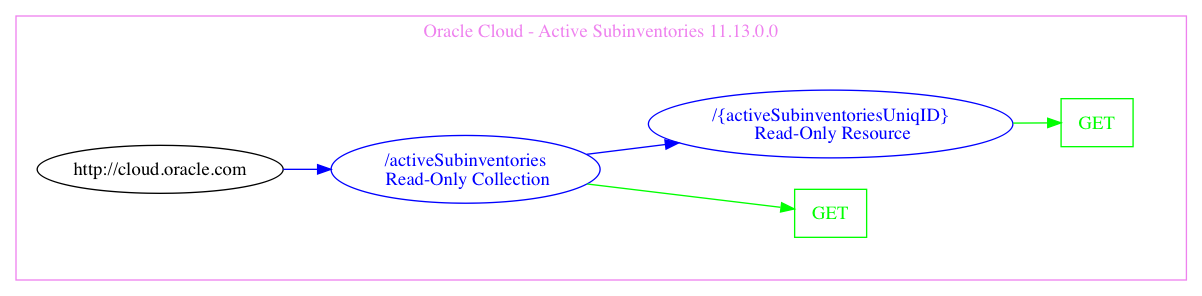 Oracle Cloud - Active Subinventories 11.13.0.0
http://cloud.oracle.com
/activeSubinventories
Read-Only Collection
/{activeSubinventoriesUniqID}
Read-Only Resource
GET
GET